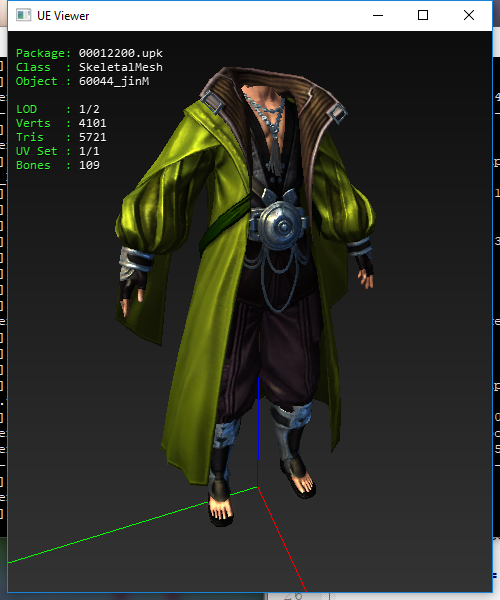 UE Viewer
Package: 00012200.upk
Class : SkeletalMesh
Object : 60044_jinM
LOD : 1/2
Verts : 4101
Tris : 5721
UV Set : 1/1
Bones : 109